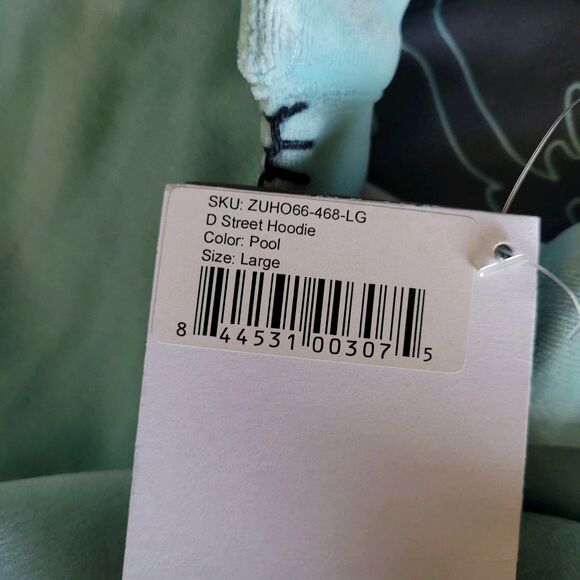 SKU: ZUHO66-468-LG
D Street Hoodie
Color: Pool
Size: Large
8 44531 00307 5